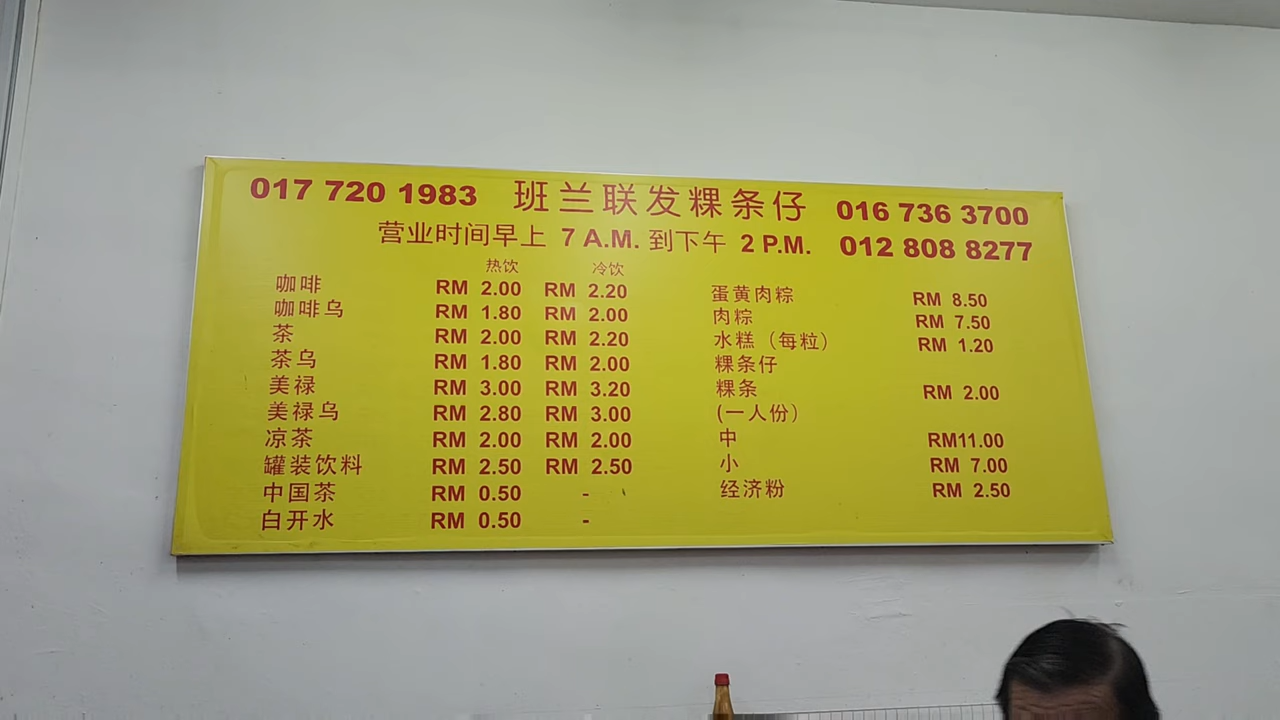 017 720 1983 班兰联发粿条仔 016 736 3700
营业时间早上 7 A.M. 到下午 2 P.M. 012 808 8277
热饮 冷饮
咖啡 RM 2.00 RM 2.20
咖啡乌 RM 1.80 RM 2.00
茶 RM 2.00 RM 2.20
茶乌 RM 1.80 RM 2.00
美禄 RM 3.00 RM 3.20
美禄乌 RM 2.80 RM 3.00
凉茶 RM 2.00 RM 2.00
罐装饮料 RM 2.50 RM 2.50
中国茶 RM 0.50 -
白开水 RM 0.50 -
蛋黄肉粽 RM 8.50
肉粽 RM 7.50
水糕（每粒） RM 1.20
粿条仔
粿条 RM 2.00
(一人份）
中 RM11.00
小 RM 7.00
经济粉 RM 2.50